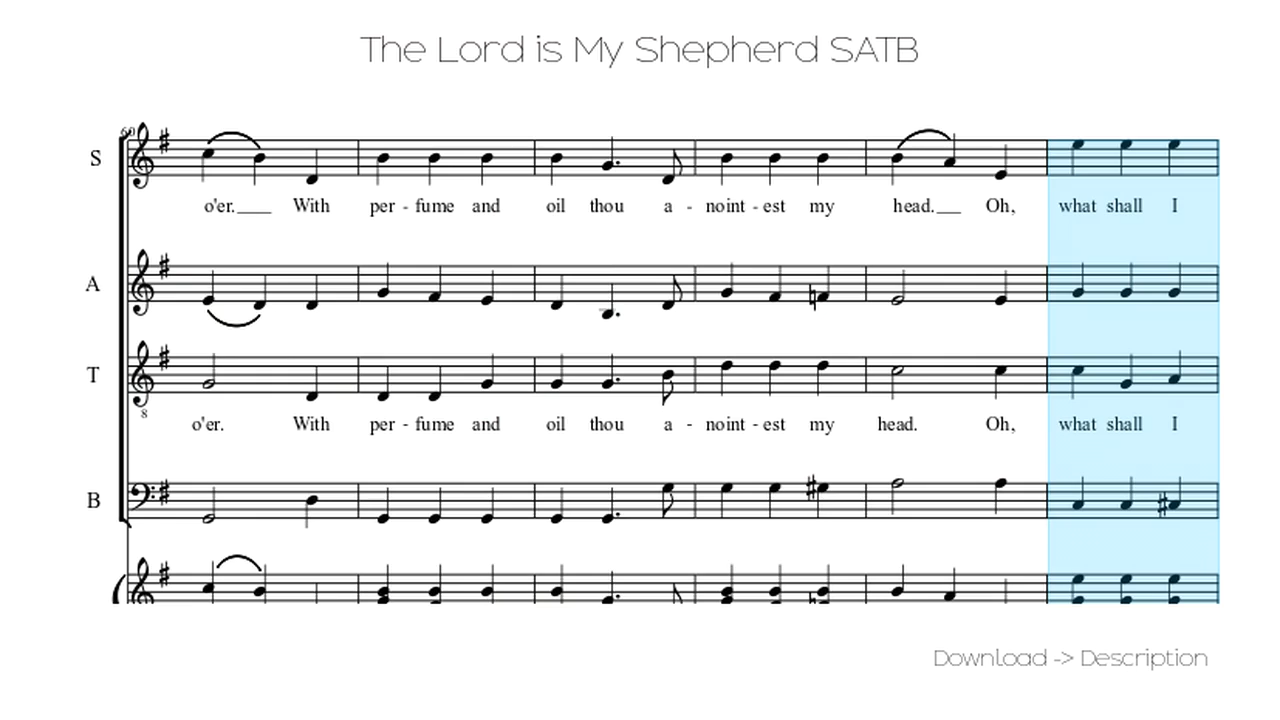 The Lord is My Shepherd SATB
S
o'er.___ With per - fume and oil thou a - noint - est my head.__ Oh, what shall I
A
T
8
o'er. With per - fume and oil thou a - noint - est my head. Oh, what shall I
B
Download -> Description